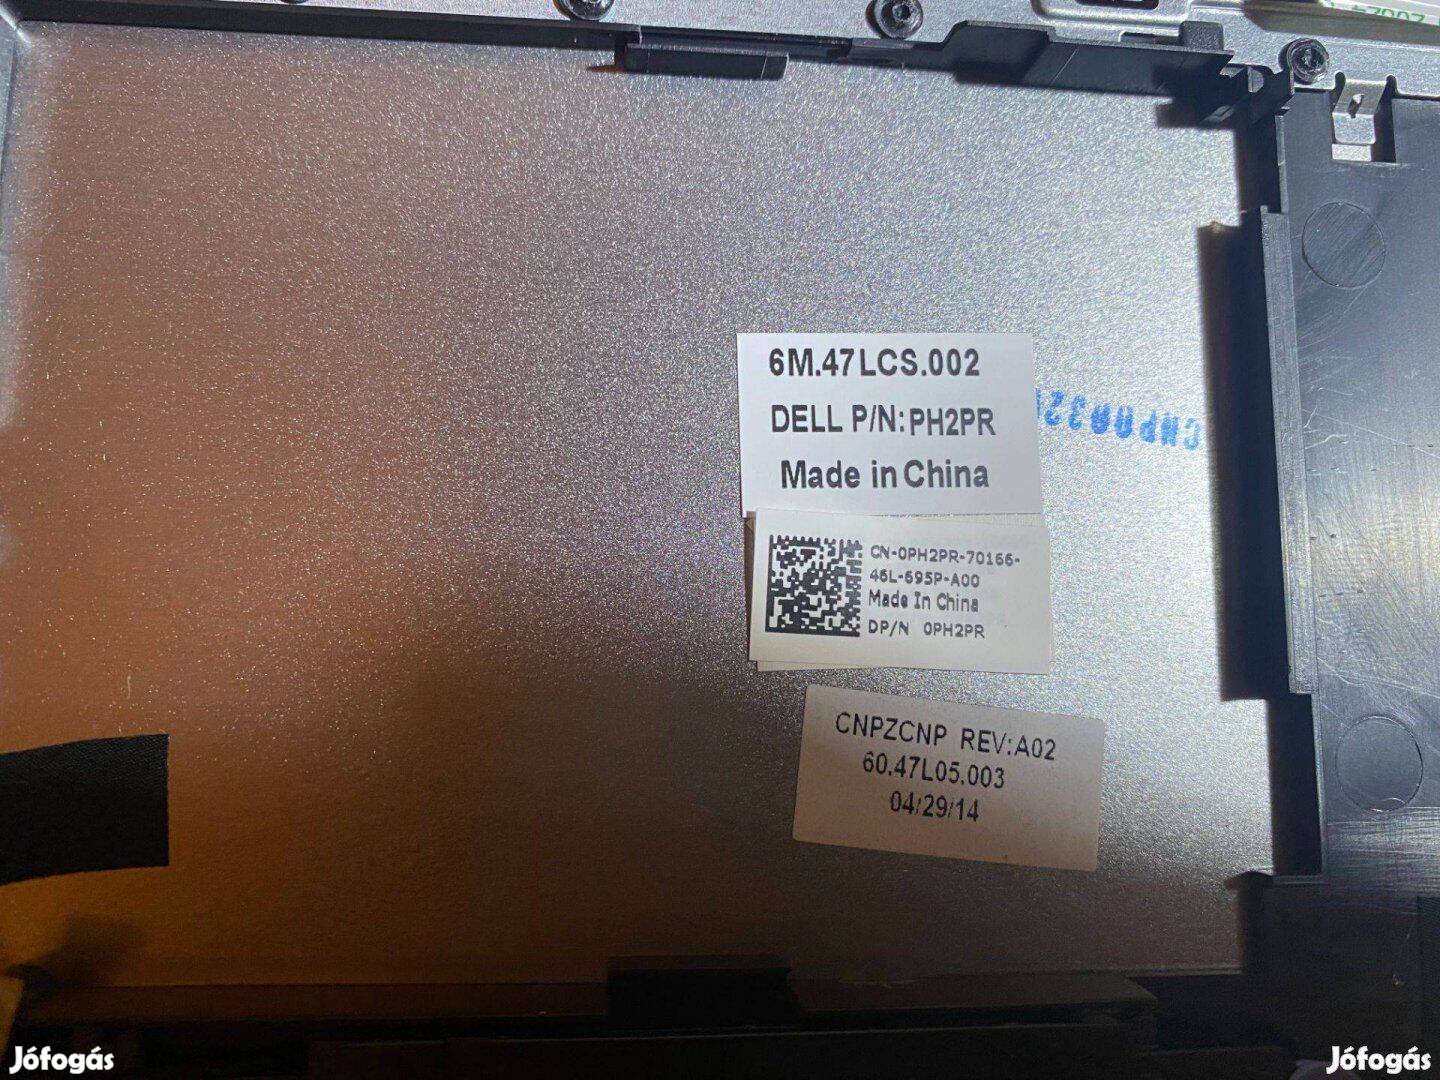 6M.47LCS.002
DELL P/N: PH2PR
Made in China
CN-0PH2PR-70166-
46L-695P-A00
Made In China
DP/N 0PH2PR
CNPZCNP REV:A02
60.47L05.003
04/29/14
Jófogás
Jófogás